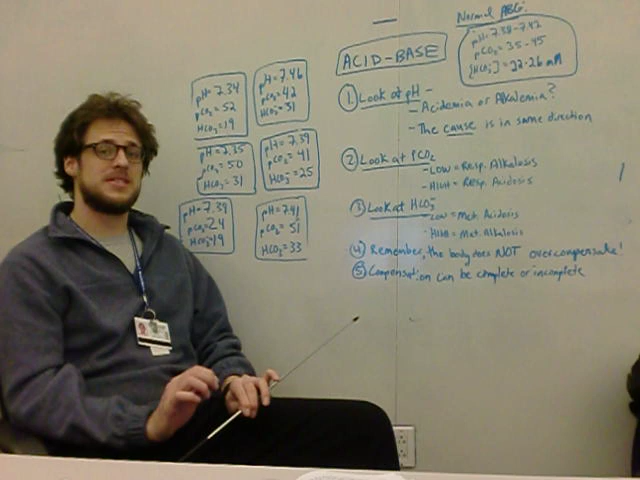 Normal ABG:
pH = 7.38-7.42
pCO₂ = 35-45
[HCO₃⁻] = 22-26 mM
ACID-BASE
① Look at pH -
- Acidemia or Alkalemia?
- The cause is in same direction
② Look at PCO₂
- LOW = Resp. Alkalosis
- HIGH = Resp. Acidosis
③ Look at HCO₃⁻
- LOW = Met. Acidosis
- HIGH = Met. Alkalosis
④ Remember, the body does NOT overcompensate!
⑤ Compensation can be complete or incomplete
pH = 7.34
pCO₂ = 52
HCO₃⁻ = 19
pH = 7.46
pCO₂ = 42
HCO₃⁻ = 31
pH = 7.35
pCO₂ = 50
HCO₃⁻ = 31
pH = 7.39
pCO₂ = 41
HCO₃⁻ = 25
pH = 7.39
pCO₂ = 24
HCO₃⁻ = 19
pH = 7.41
pCO₂ = 51
HCO₃⁻ = 33